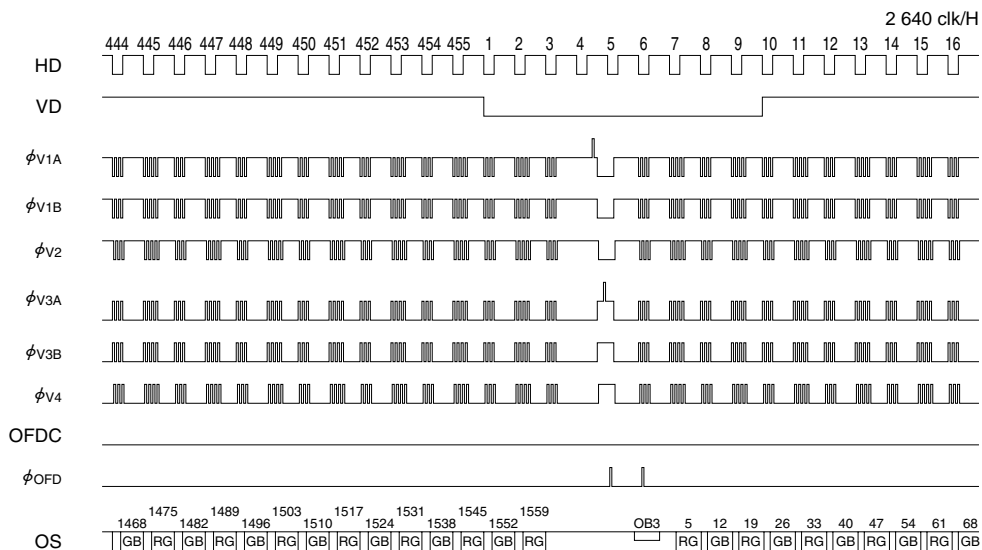 2 640 clk/H
444 445 446 447 448 449 450 451 452 453 454 455 1 2 3 4 5 6 7 8 9 10 11 12 13 14 15 16
HD
VD
ϕV1A
ϕV1B
ϕV2
ϕV3A
ϕV3B
ϕV4
OFDC
ϕOFD
1475 1489 1503 1517 1531 1545 1559
1468 1482 1496 1510 1524 1538 1552 OB3 5 12 19 26 33 40 47 54 61 68
OS GB RG GB RG GB RG GB RG GB RG GB RG GB RG RG GB RG GB RG GB RG GB RG GB